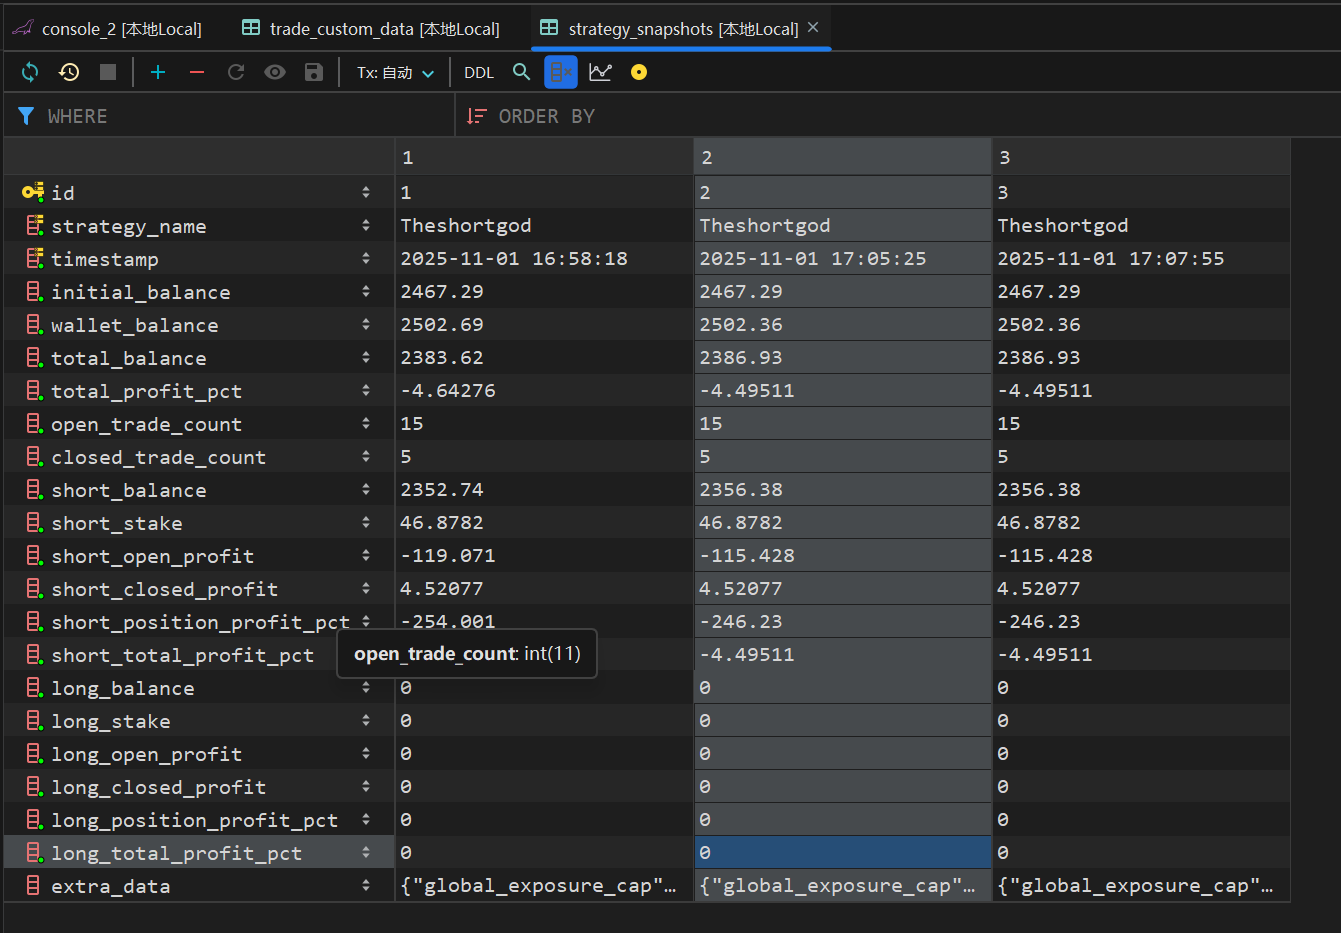 console_2 [本地Local] trade_custom_data [本地Local] strategy_snapshots [本地Local]
Tx: 自动 DDL
WHERE ORDER BY
1 2 3
id 1 2 3
strategy_name Theshortgod Theshortgod Theshortgod
timestamp 2025-11-01 16:58:18 2025-11-01 17:05:25 2025-11-01 17:07:55
initial_balance 2467.29 2467.29 2467.29
wallet_balance 2502.69 2502.36 2502.36
total_balance 2383.62 2386.93 2386.93
total_profit_pct -4.64276 -4.49511 -4.49511
open_trade_count 15 15 15
closed_trade_count 5 5 5
short_balance 2352.74 2356.38 2356.38
short_stake 46.8782 46.8782 46.8782
short_open_profit -119.071 -115.428 -115.428
short_closed_profit 4.52077 4.52077 4.52077
short_position_profit_pct -254.001 -246.23 -246.23
short_total_profit_pct -4.49511 -4.49511
open_trade_count: int(11)
long_balance 0 0 0
long_stake 0 0 0
long_open_profit 0 0 0
long_closed_profit 0 0 0
long_position_profit_pct 0 0 0
long_total_profit_pct 0 0 0
extra_data {"global_exposure_cap"… {"global_exposure_cap"… {"global_exposure_cap"…